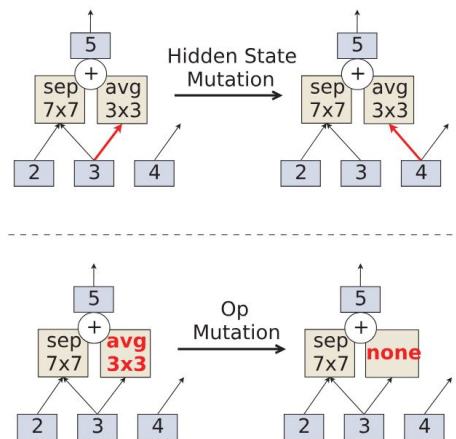 5
+
sep
7x7
avg
3x3
2
3
4
Hidden State
Mutation
5
+
sep
7x7
avg
3x3
2
3
4
5
+
sep
7x7
avg
3x3
2
3
4
Op
Mutation
5
+
sep
7x7
none
2
3
4